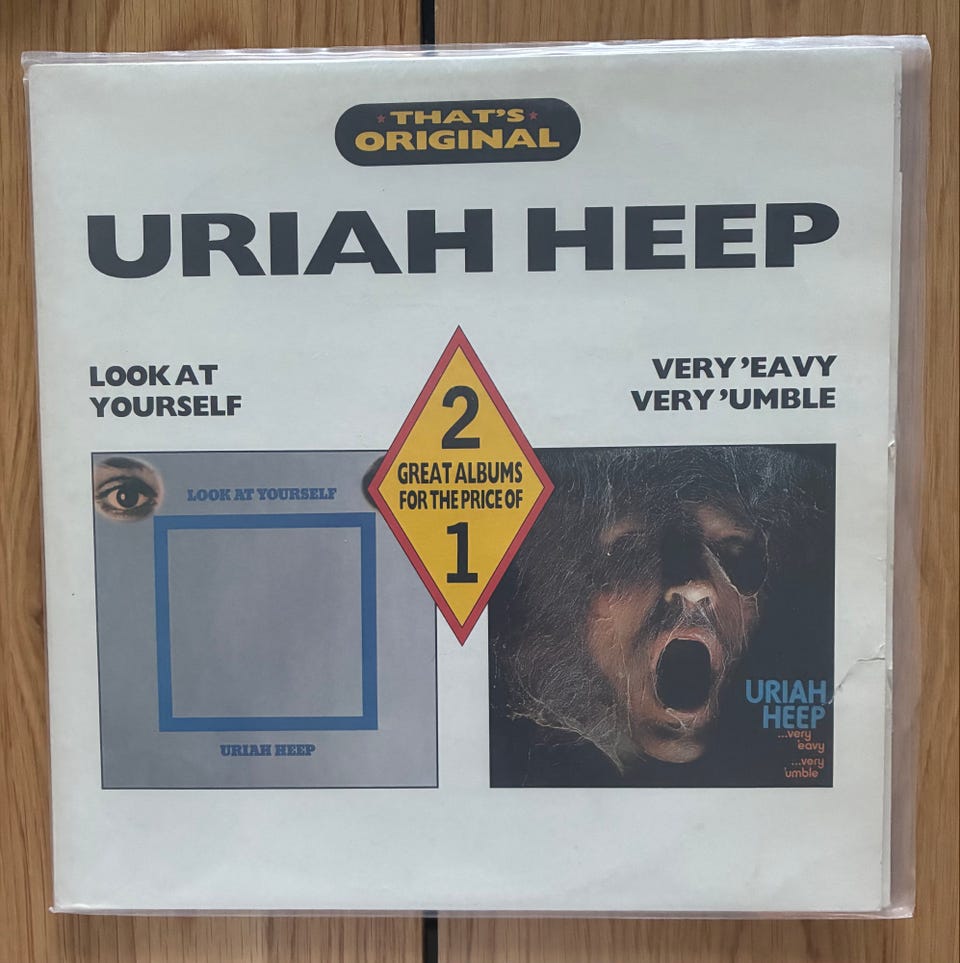 THAT'S
ORIGINAL
URIAH HEEP
LOOK AT
YOURSELF
VERY 'EAVY
VERY 'UMBLE
2
GREAT ALBUMS
FOR THE PRICE OF
1
LOOK AT YOURSELF
URIAH HEEP
URIAH
HEEP
...very
'eavy
...very
'umble